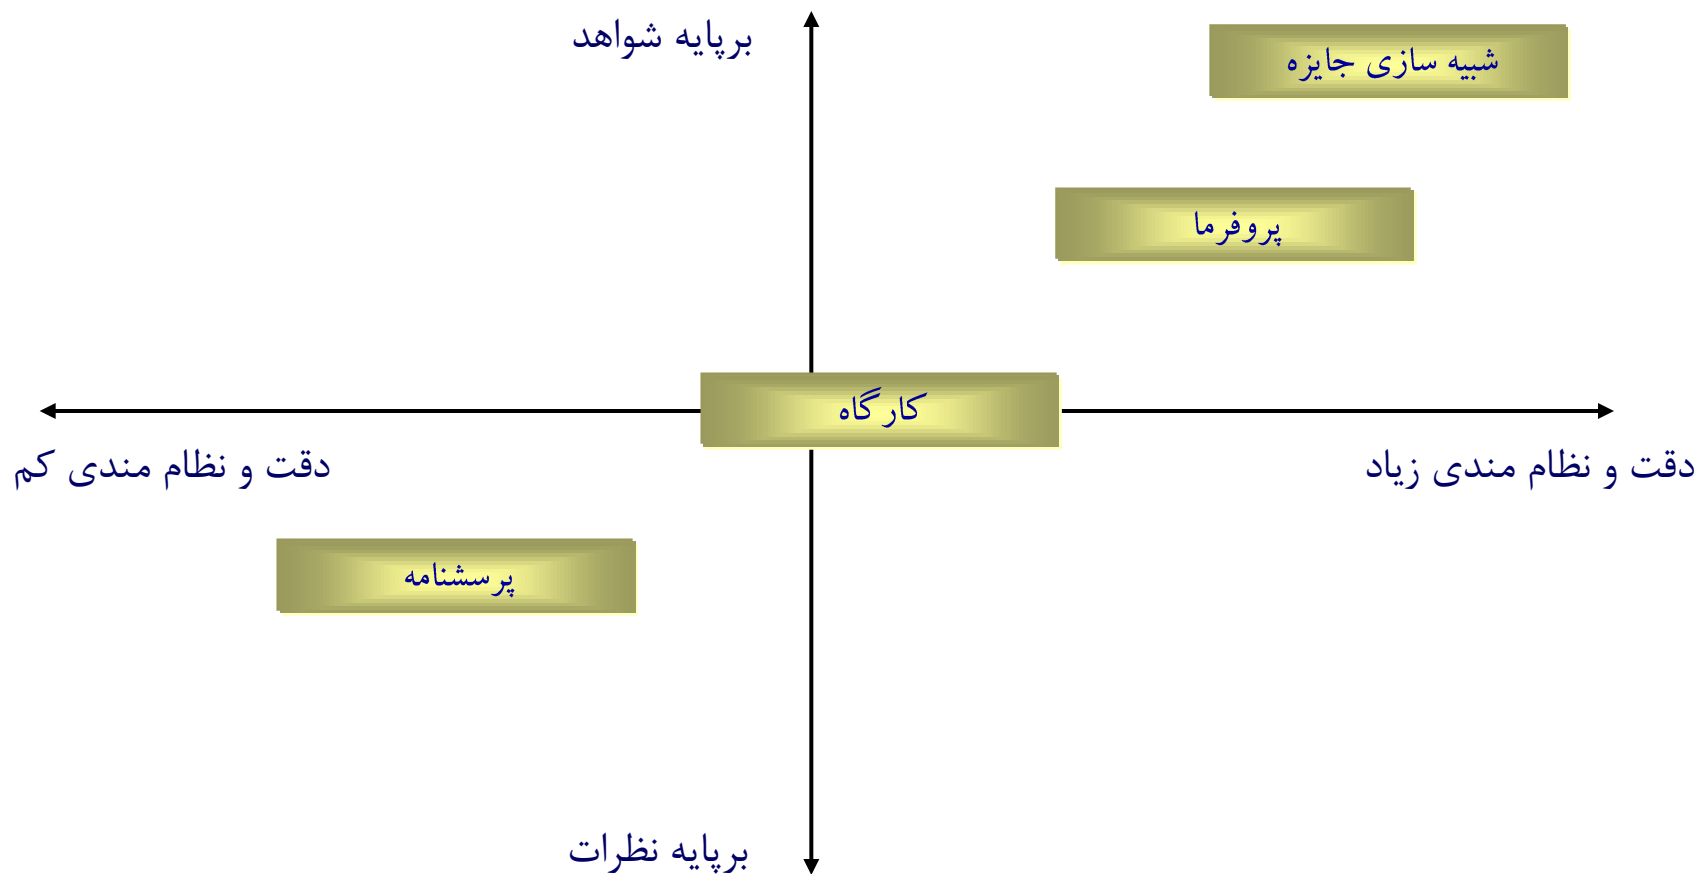 برپایه شواهد
شبیه سازی جایزه
پروفرما
کارگاه
دقت و نظام مندی زیاد
دقت و نظام مندی کم
پرسشنامه
برپایه نظرات